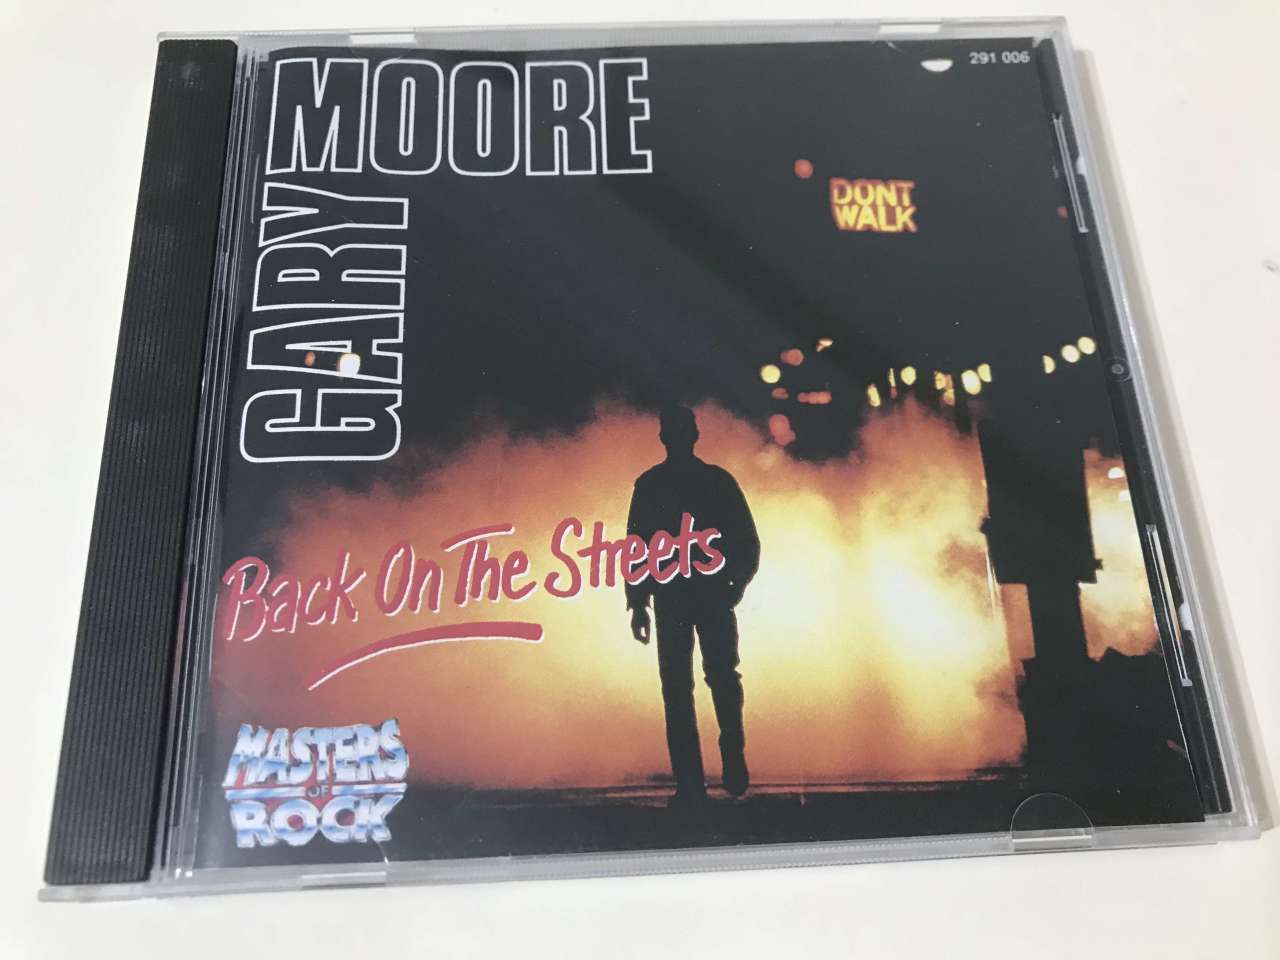 GARY
MOORE
291 006
DONT
WALK
Back On The Streets
MASTERS
OF
ROCK